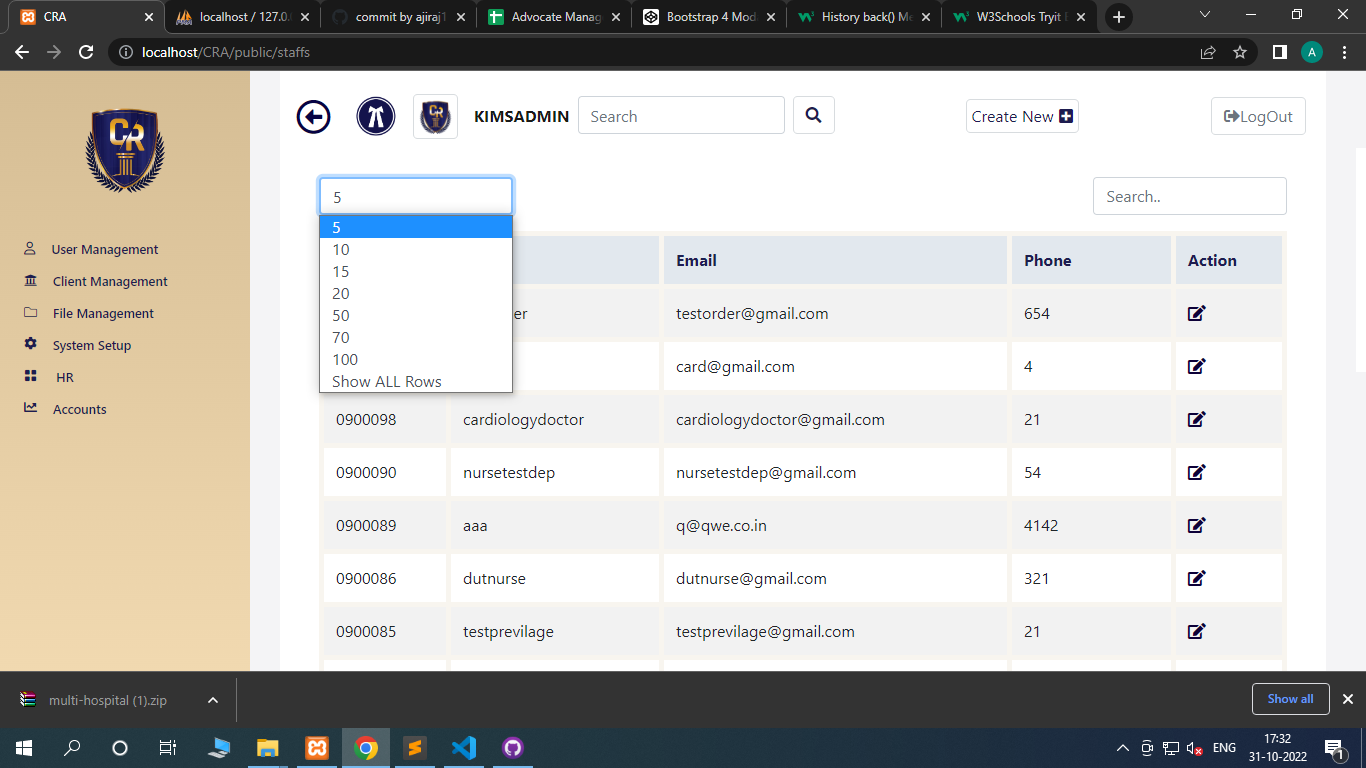 CRA
localhost / 127.0.
commit by ajiraj1
Advocate Manag
Bootstrap 4 Mod
History back() Me
W3Schools Tryit
localhost/CRA/public/staffs
A
CR
User Management
Client Management
File Management
System Setup
HR
Accounts
CR
KIMSADMIN
Search
Create New
LogOut
5
Search..
5
10
15
20
50
70
100
Show ALL Rows
Email
Phone
Action
er
testorder@gmail.com
654
card@gmail.com
4
0900098
cardiologydoctor
cardiologydoctor@gmail.com
21
0900090
nursetestdep
nursetestdep@gmail.com
54
0900089
aaa
q@qwe.co.in
4142
0900086
dutnurse
dutnurse@gmail.com
321
0900085
testprevilage
testprevilage@gmail.com
21
multi-hospital (1).zip
Show all
ENG
17:32
31-10-2022
1